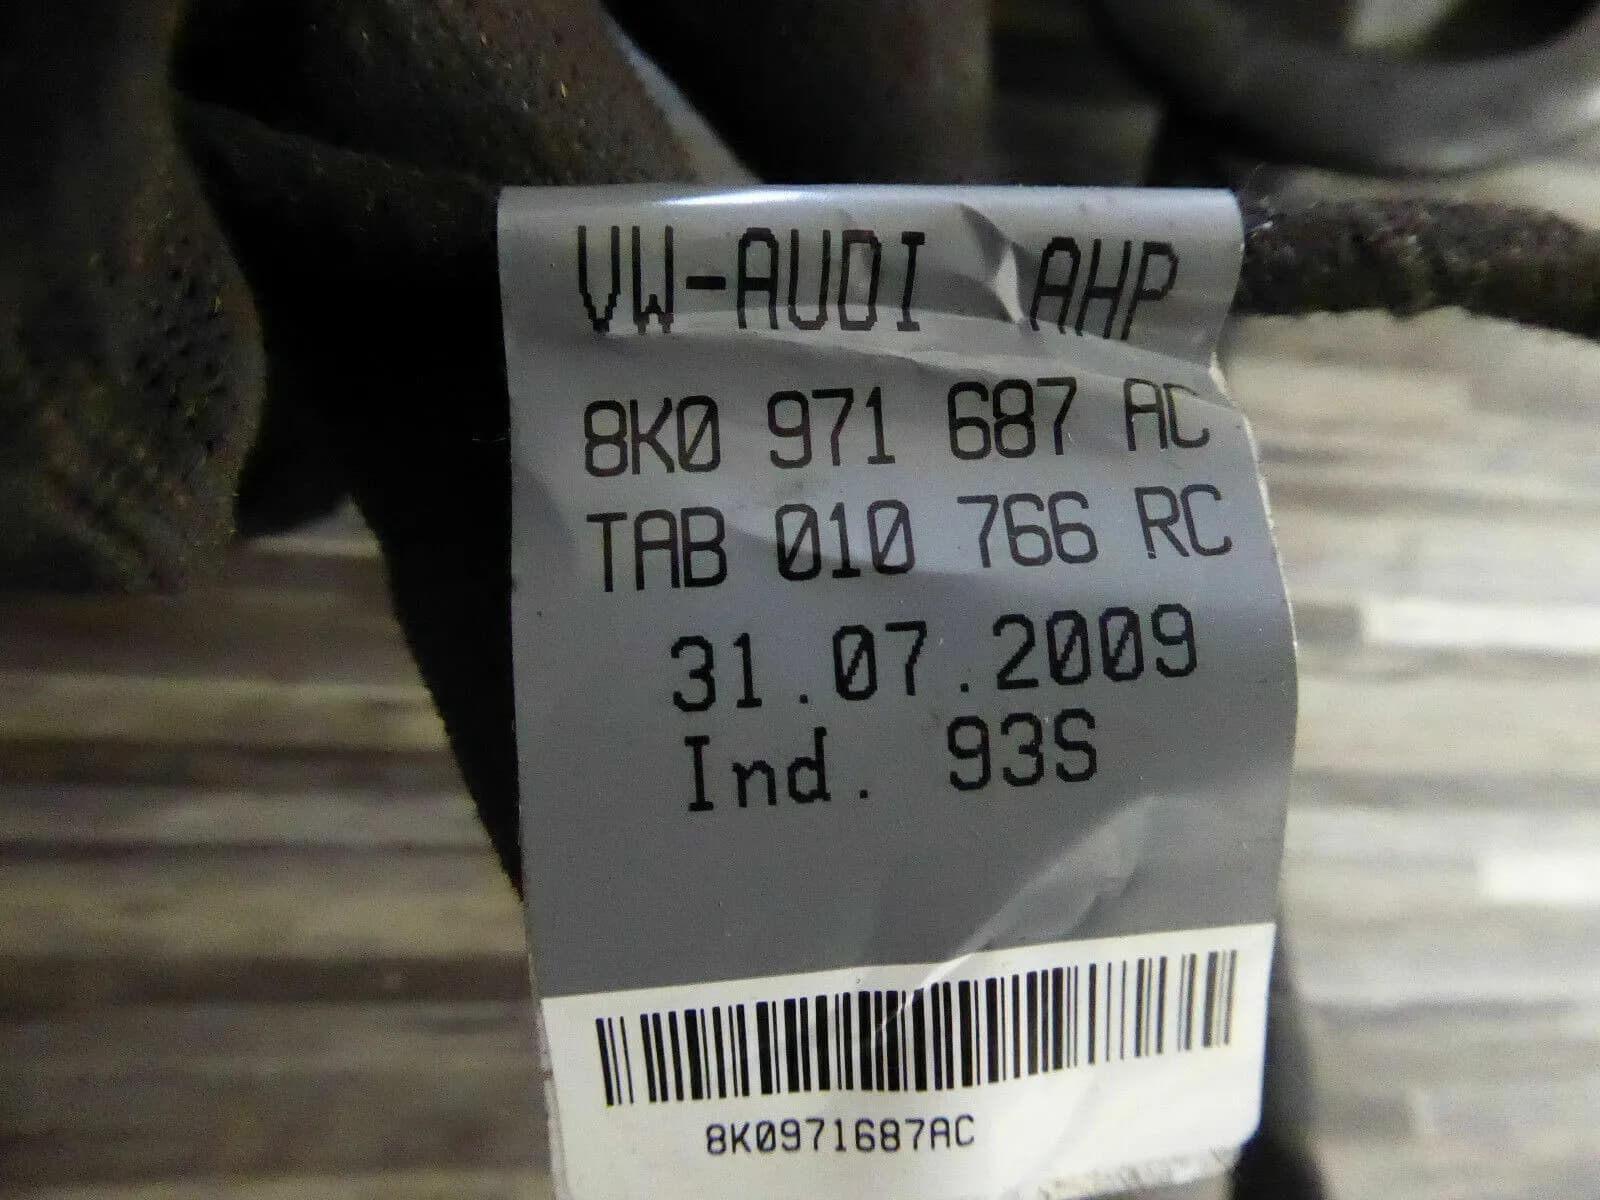 VW-AUDI AHP
8K0 971 687 AC
TAB 010 766 RC
31.07.2009
Ind. 93S
8K0971687AC